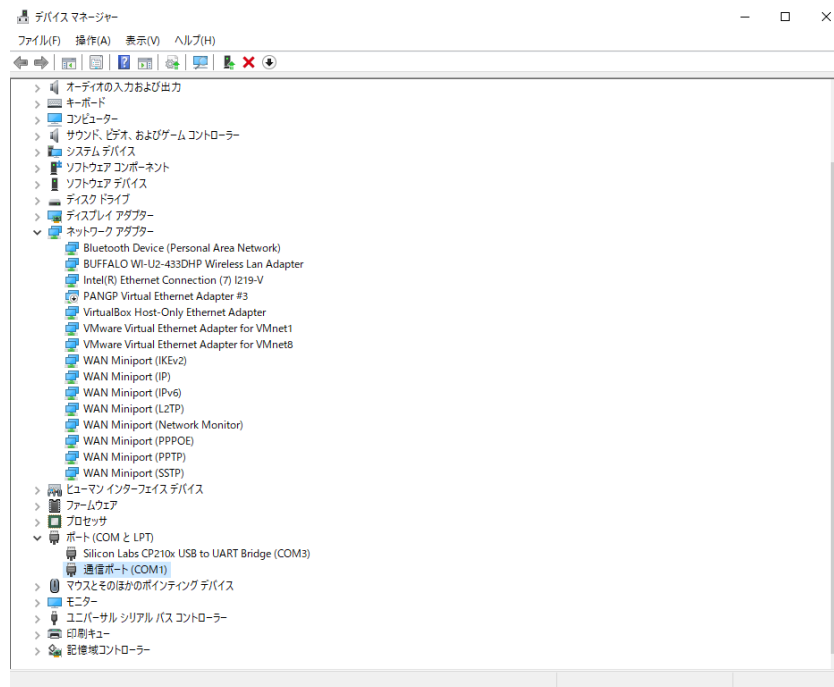 デバイス マネージャー
ファイル(F) 操作(A) 表示(V) ヘルプ(H)
オーディオの入力および出力
キーボード
コンピューター
サウンド、ビデオ、およびゲーム コントローラー
システム デバイス
ソフトウェア コンポーネント
ソフトウェア デバイス
ディスク ドライブ
ディスプレイ アダプター
ネットワーク アダプター
Bluetooth Device (Personal Area Network)
BUFFALO WI-U2-433DHP Wireless Lan Adapter
Intel(R) Ethernet Connection (7) I219-V
PANGP Virtual Ethernet Adapter #3
VirtualBox Host-Only Ethernet Adapter
VMware Virtual Ethernet Adapter for VMnet1
VMware Virtual Ethernet Adapter for VMnet8
WAN Miniport (IKEv2)
WAN Miniport (IP)
WAN Miniport (IPv6)
WAN Miniport (L2TP)
WAN Miniport (Network Monitor)
WAN Miniport (PPPOE)
WAN Miniport (PPTP)
WAN Miniport (SSTP)
ヒューマン インターフェイス デバイス
ファームウェア
プロセッサ
ポート (COM と LPT)
Silicon Labs CP210x USB to UART Bridge (COM3)
通信ポート (COM1)
マウスとそのほかのポインティング デバイス
モニター
ユニバーサル シリアル バス コントローラー
印刷キュー
記憶域コントローラー